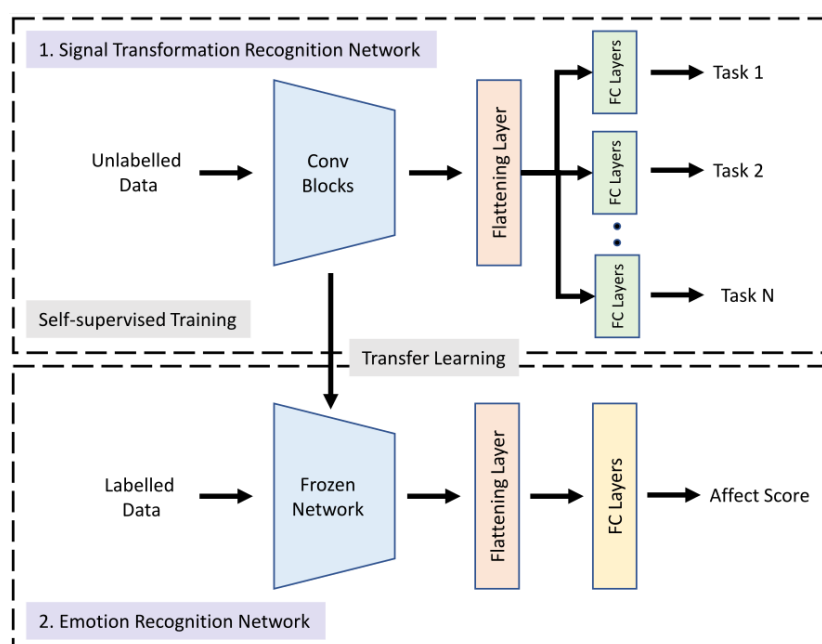 1. Signal Transformation Recognition Network
Unlabelled
Data
Conv
Blocks
Flattening Layer
FC Layers
Task 1
FC Layers
Task 2
FC Layers
Task N
Self-supervised Training
Transfer Learning
Labelled
Data
Frozen
Network
Flattening Layer
FC Layers
Affect Score
2. Emotion Recognition Network